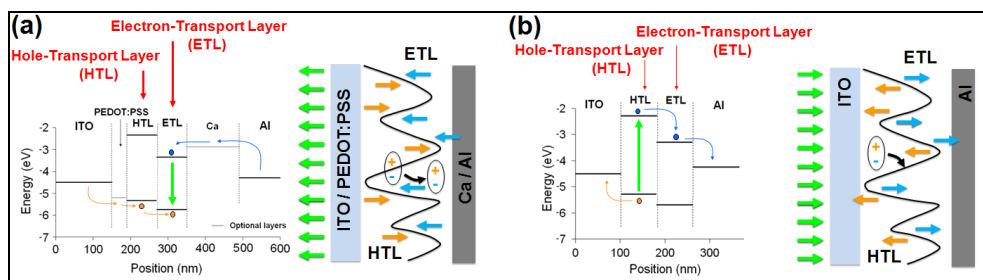 (a)
Electron-Transport Layer
(ETL)
Hole-Transport Layer
(HTL)
PEDOT:PSS
ITO
HTL
ETL
Ca
Al
-2
-3
-4
-5
-6
-7
Energy (eV)
Optional layers
0
100
200
300
400
500
600
Position (nm)
ETL
ITO / PEDOT:PSS
+
-
+
-
Ca / Al
HTL
(b)
Electron-Transport Layer
(ETL)
Hole-Transport Layer
(HTL)
ITO
HTL
ETL
Al
-2
-3
-4
-5
-6
-7
Energy (eV)
0
100
200
300
Position (nm)
ETL
ITO
+
-
Al
HTL